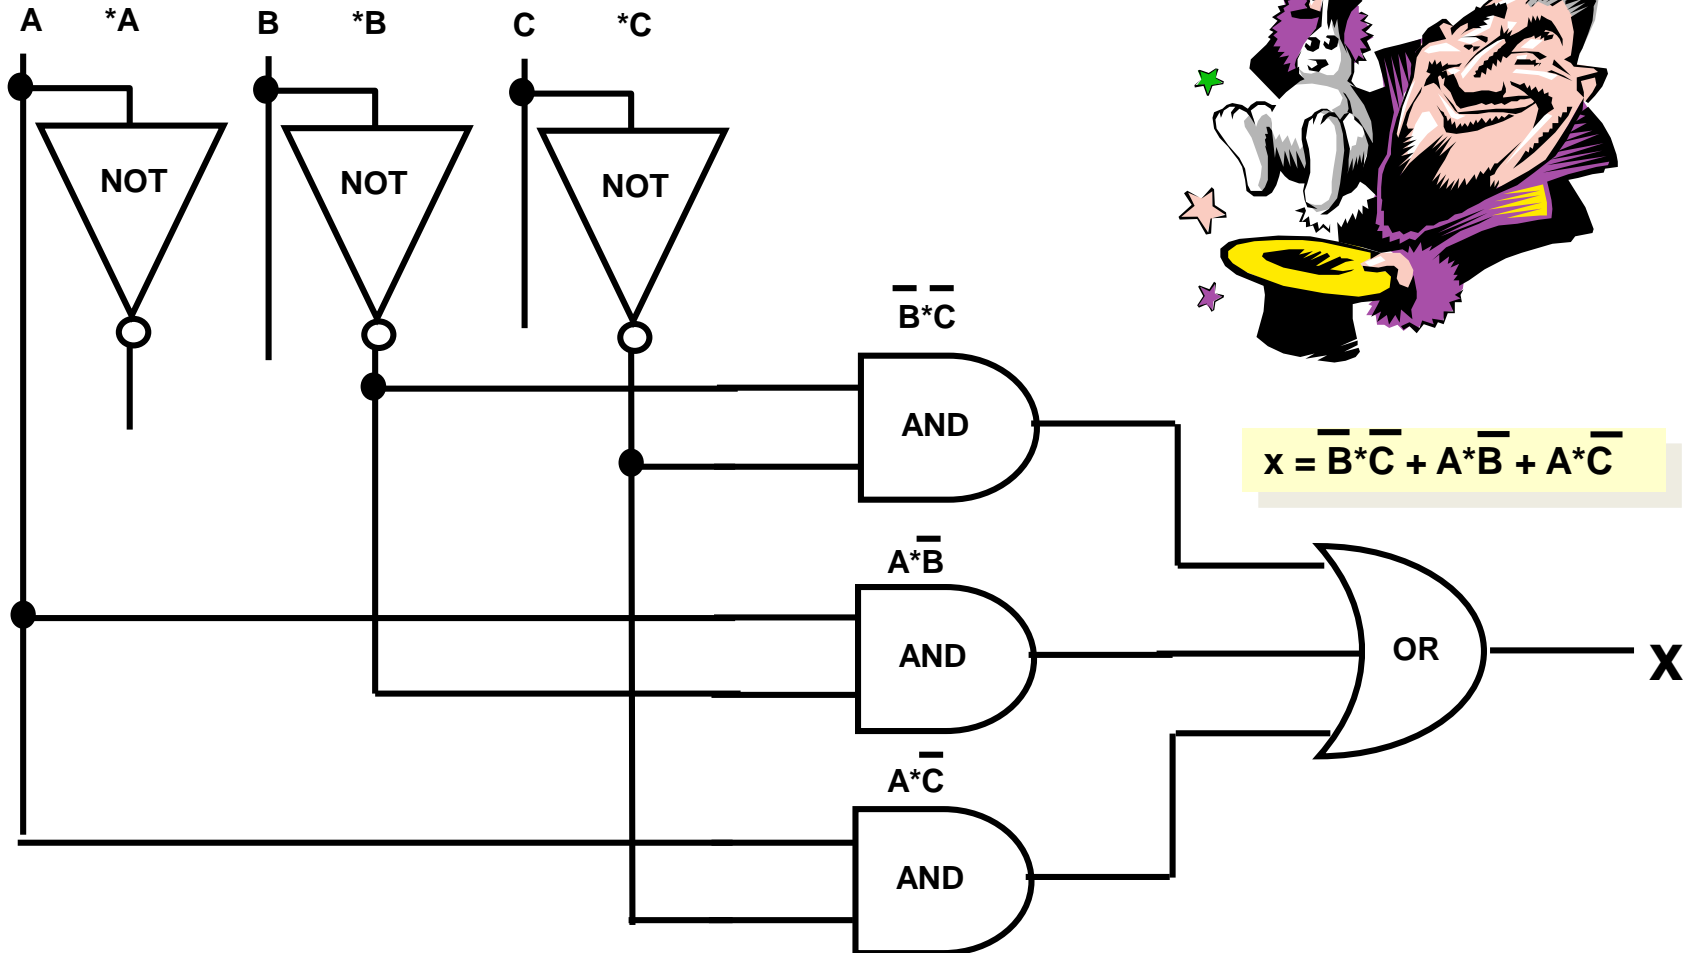 A *A B *B C *C
NOT NOT NOT
B̅*C̅
AND
x = B̅*C̅ + A*B̅ + A*C̅
A*B̅
AND
OR
X
A*C̅
AND